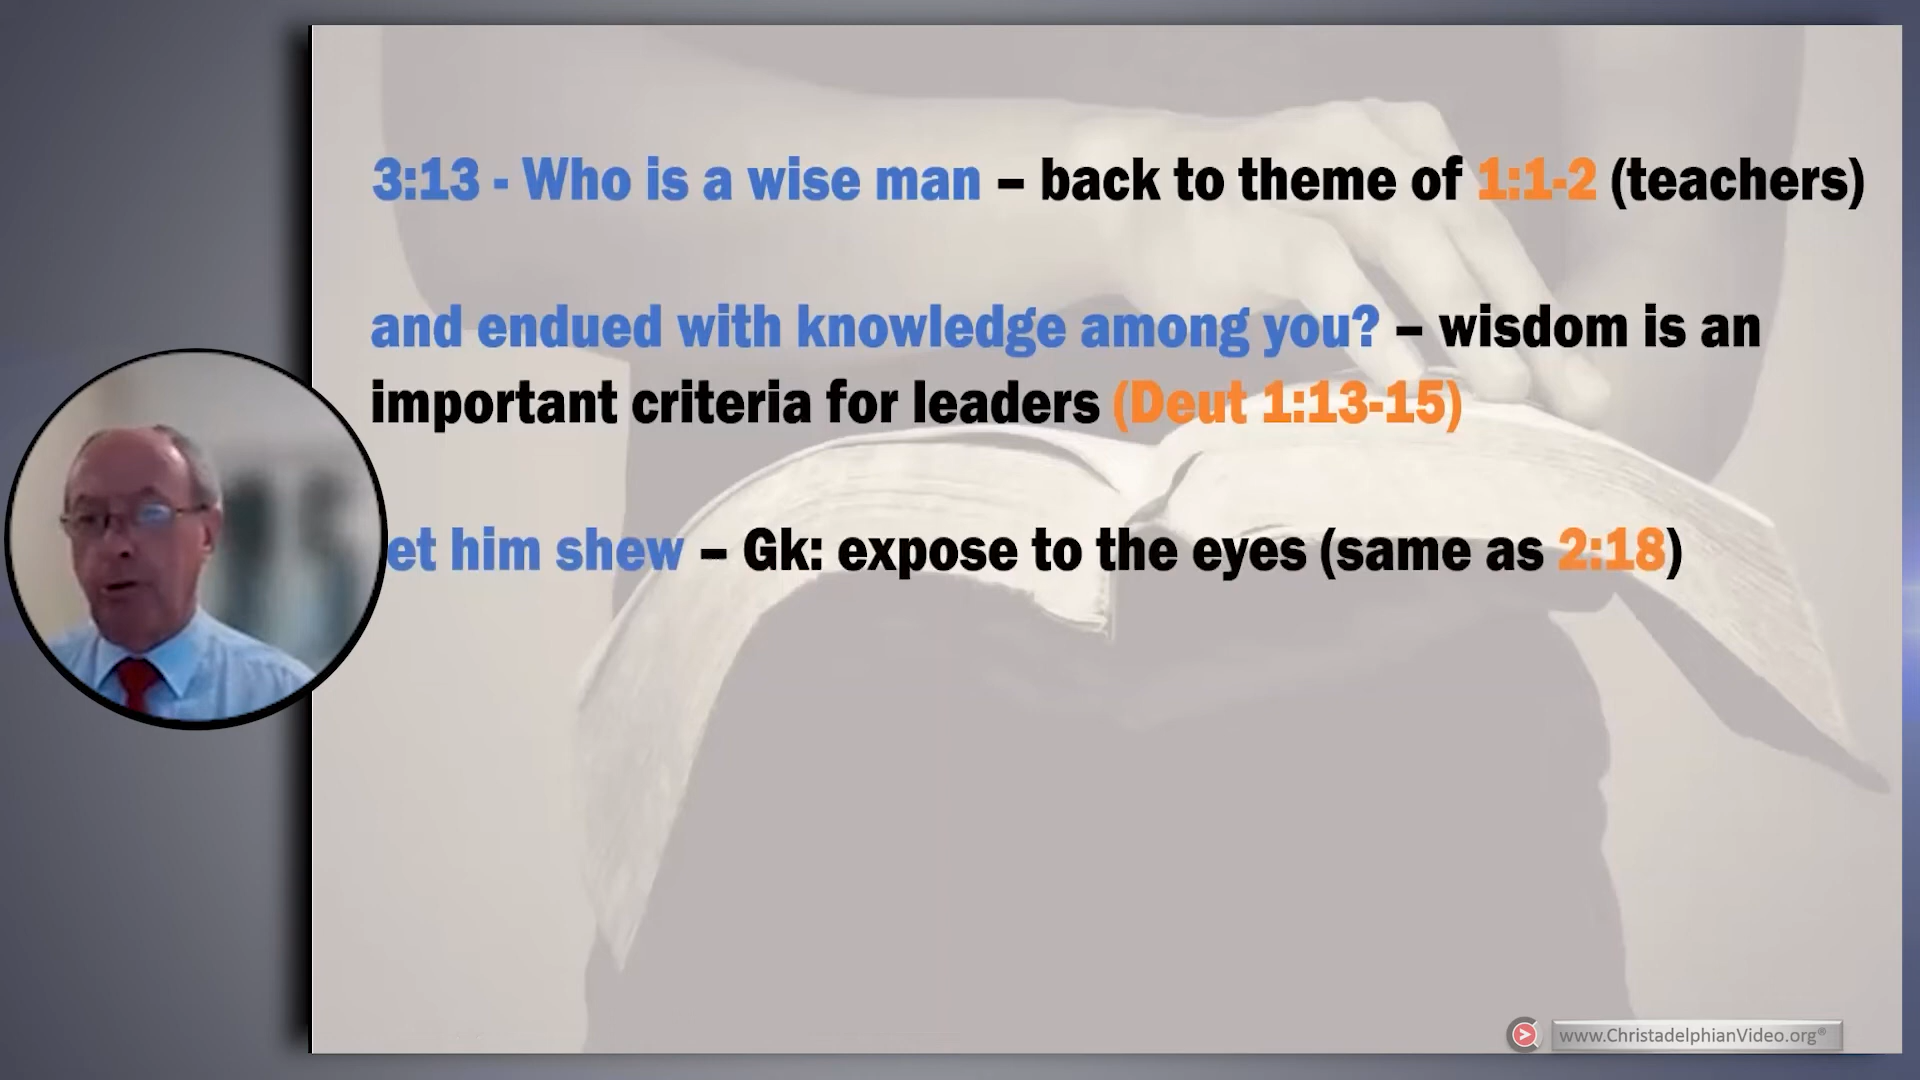 3:13 - Who is a wise man – back to theme of 1:1-2 (teachers)
and endued with knowledge among you? – wisdom is an
important criteria for leaders (Deut 1:13-15)
et him shew – Gk: expose to the eyes (same as 2:18)
www.ChristadelphianVideo.org®